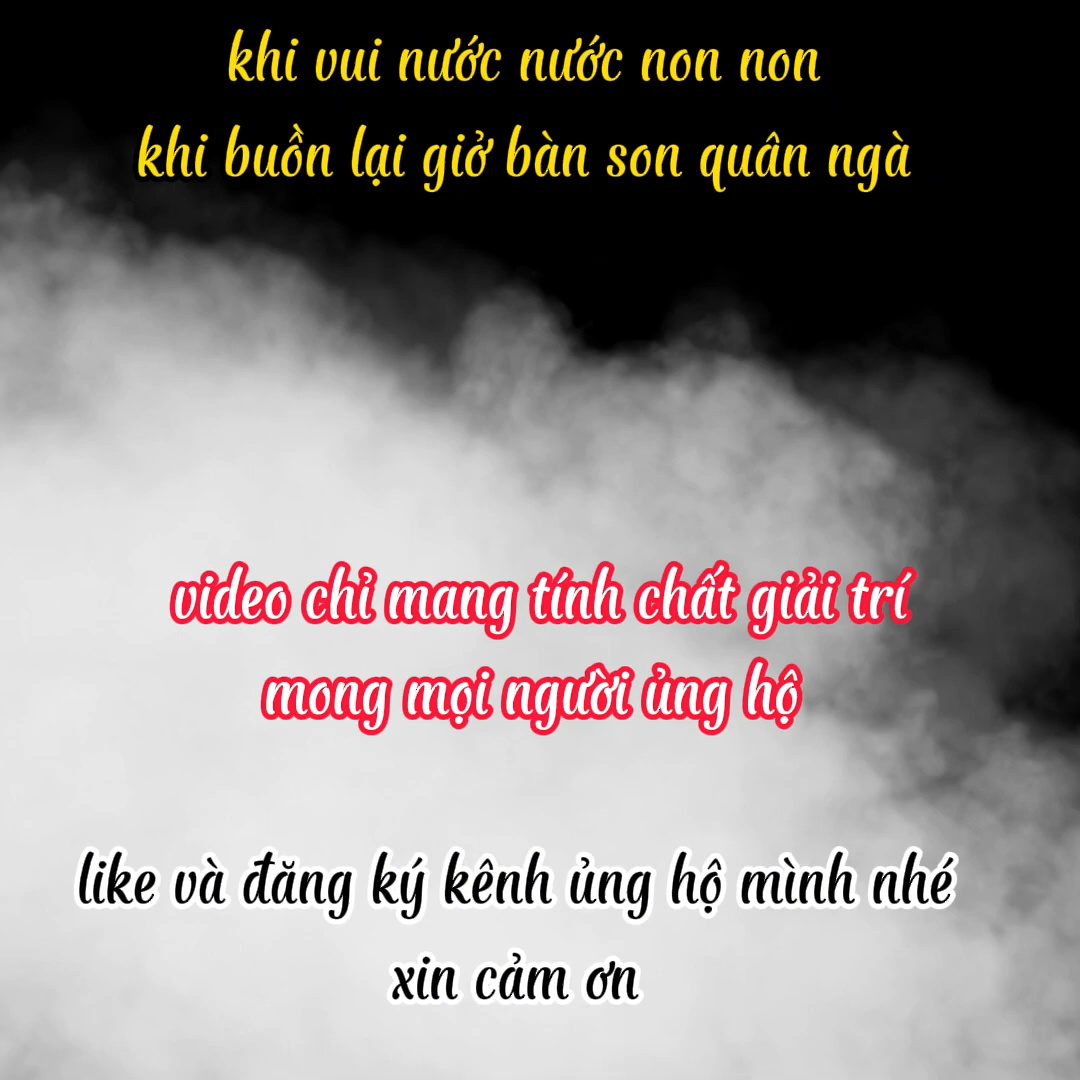 khi vui nước nước non non
khi buồn lại giở bàn son quân ngà
video chỉ mang tính chất giải trí
mong mọi người ủng hộ
like và đăng ký kênh ủng hộ mình nhé
xin cảm ơn